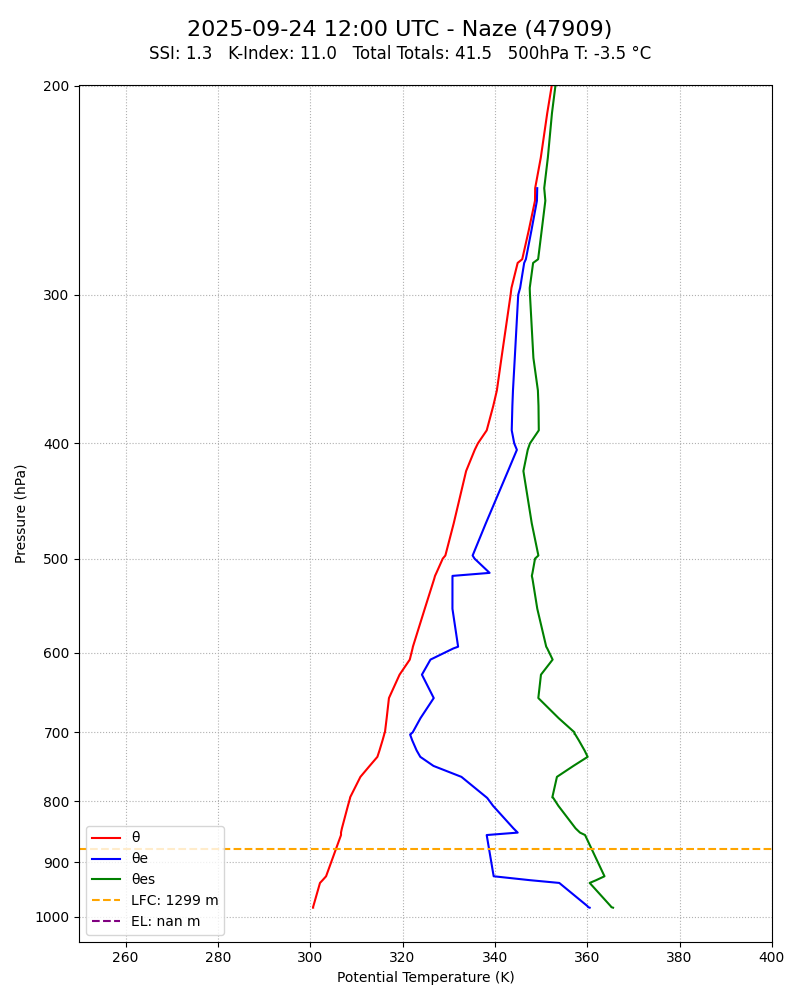 2025-09-24 12:00 UTC - Naze (47909)
SSI: 1.3   K-Index: 11.0   Total Totals: 41.5   500hPa T: -3.5 °C
200
300
400
500
600
700
800
900
1000
Pressure (hPa)
θ
θe
θes
LFC: 1299 m
EL: nan m
260 280 300 320 340 360 380 400
Potential Temperature (K)